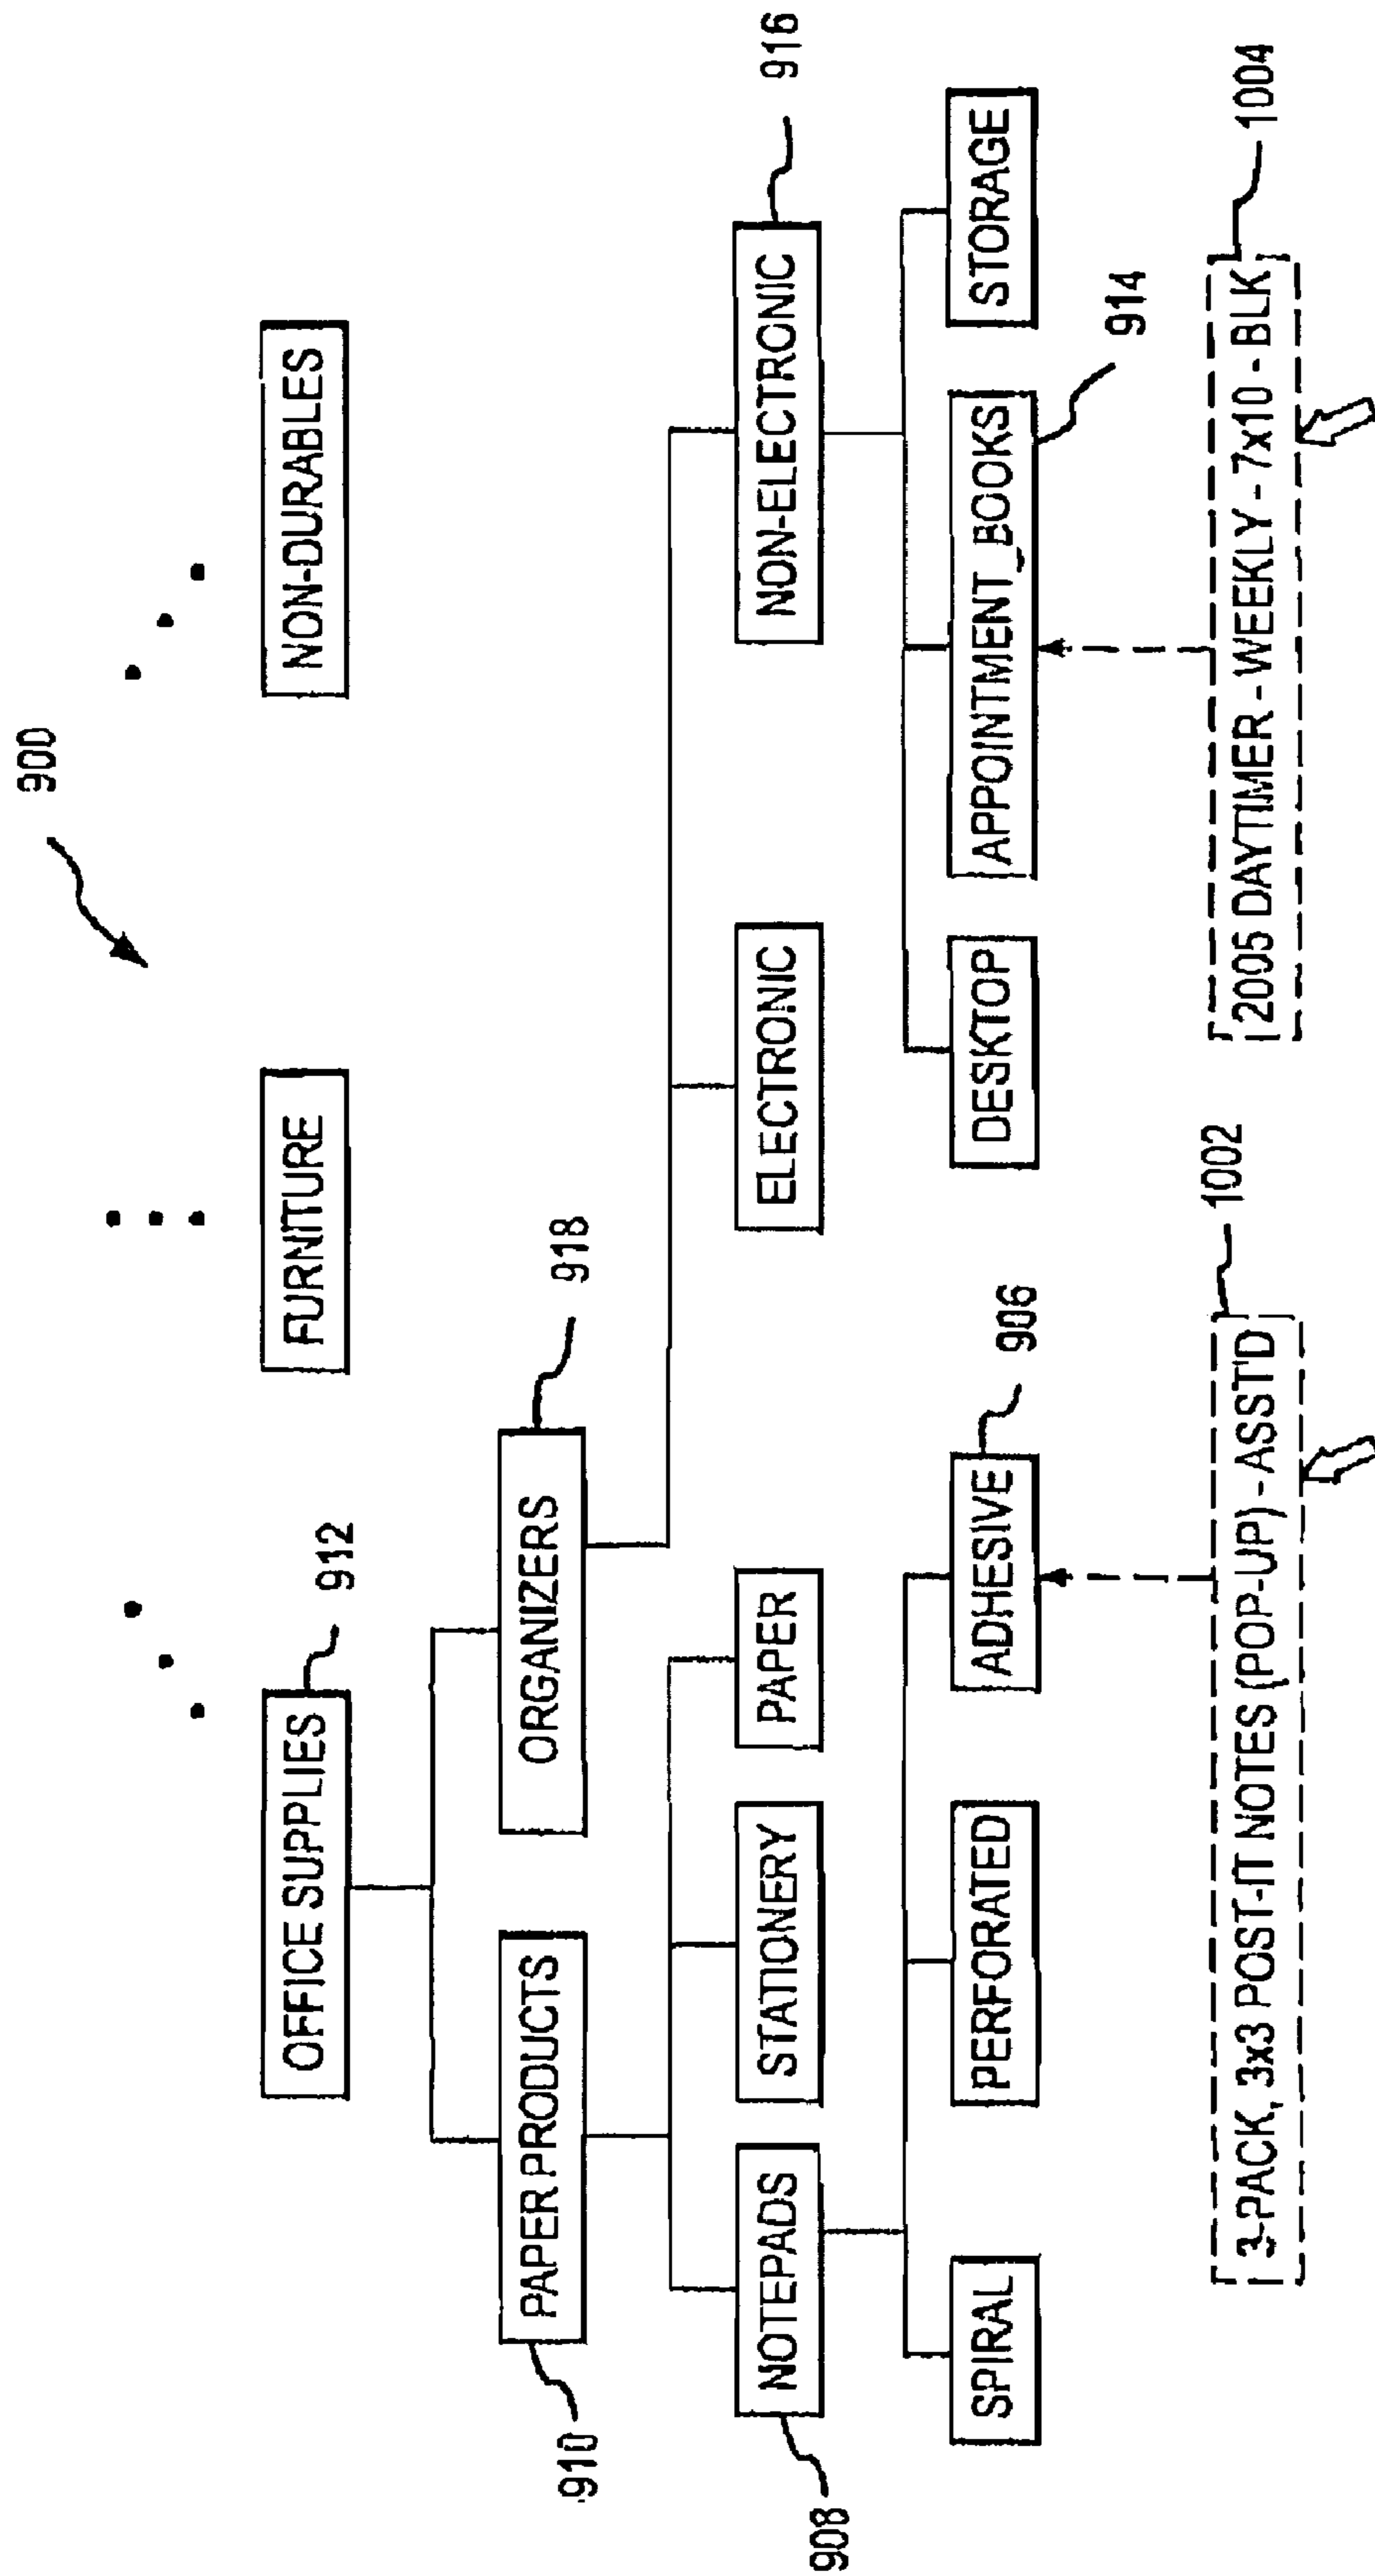 900
OFFICE SUPPLIES
912
FURNITURE
NON-DURABLES
910
PAPER PRODUCTS
ORGANIZERS
918
908
NOTEPADS
STATIONERY
PAPER
ELECTRONIC
NON-ELECTRONIC
916
SPIRAL
PERFORATED
ADHESIVE
906
DESKTOP
APPOINTMENT_BOOKS
914
STORAGE
3-PACK, 3x3 POST-IT NOTES (POP-UP) - ASST'D
1002
2005 DAYTIMER - WEEKLY - 7x10 - BLK
1004